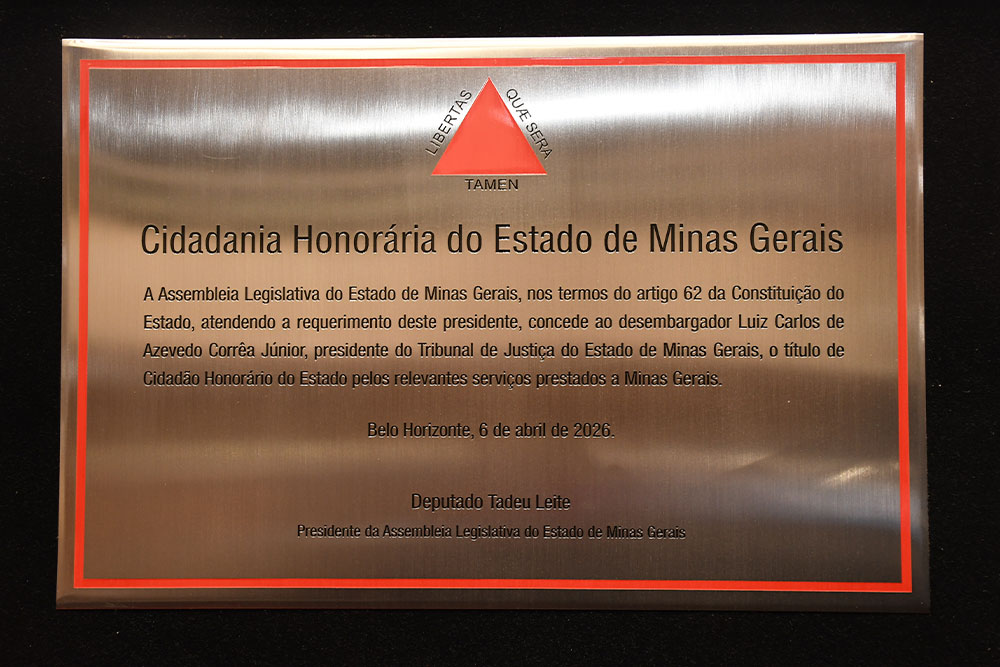 LIBERTAS
QUÆ SERA
TAMEN
Cidadania Honorária do Estado de Minas Gerais
A Assembleia Legislativa do Estado de Minas Gerais, nos termos do artigo 62 da Constituição do
Estado, atendendo a requerimento deste presidente, concede ao desembargador Luiz Carlos de
Azevedo Corrêa Júnior, presidente do Tribunal de Justiça do Estado de Minas Gerais, o título de
Cidadão Honorário do Estado pelos relevantes serviços prestados a Minas Gerais.
Belo Horizonte, 6 de abril de 2026.
Deputado Tadeu Leite
Presidente da Assembleia Legislativa do Estado de Minas Gerais